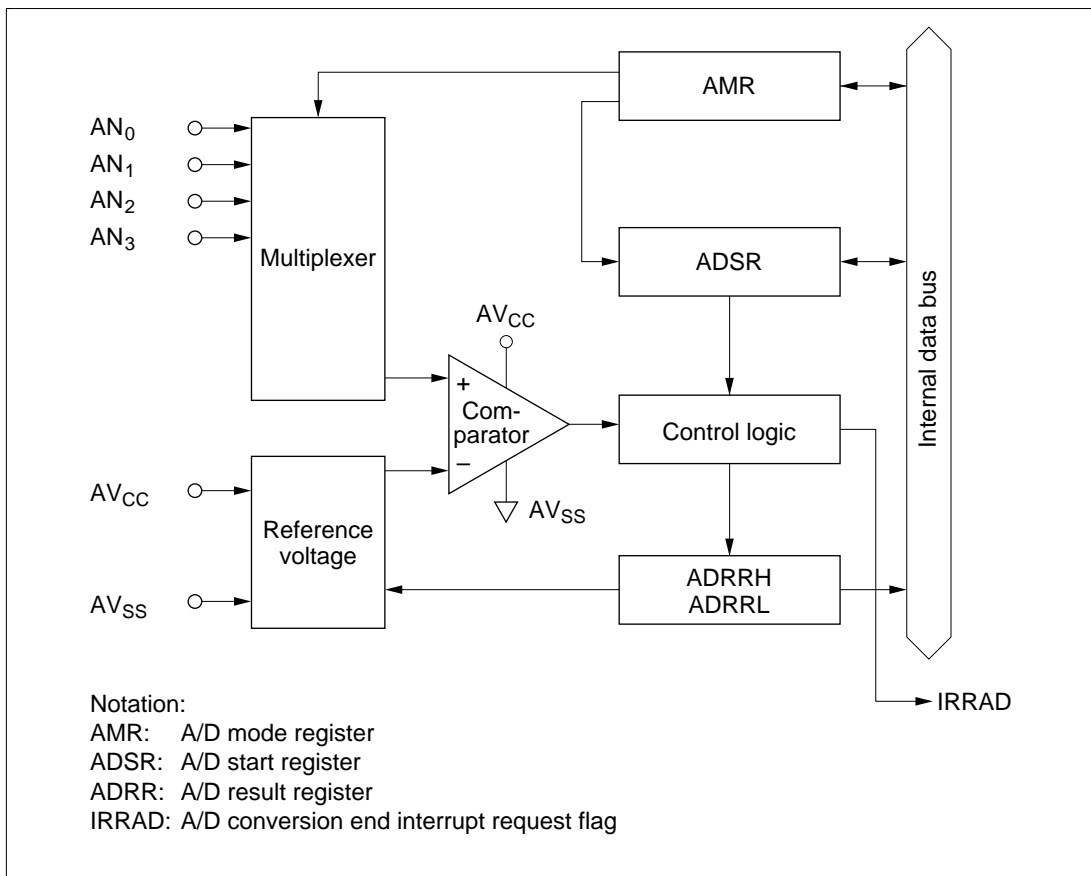 AMR
AN0
AN1
AN2
AN3
Multiplexer
ADSR
Internal data bus
AVCC
+
Com-
parator
−
Control logic
AVCC
AVSS
Reference
voltage
ADRRH
ADRRL
AVSS
IRRAD
Notation:
AMR: A/D mode register
ADSR: A/D start register
ADRR: A/D result register
IRRAD: A/D conversion end interrupt request flag